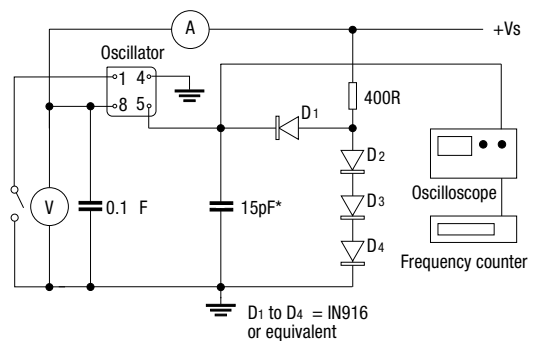 A
+Vs
Oscillator
1 4
8 5
400R
D1
D2
D3
D4
V
0.1 F
15pF*
Oscilloscope
Frequency counter
D1 to D4 = IN916
or equivalent